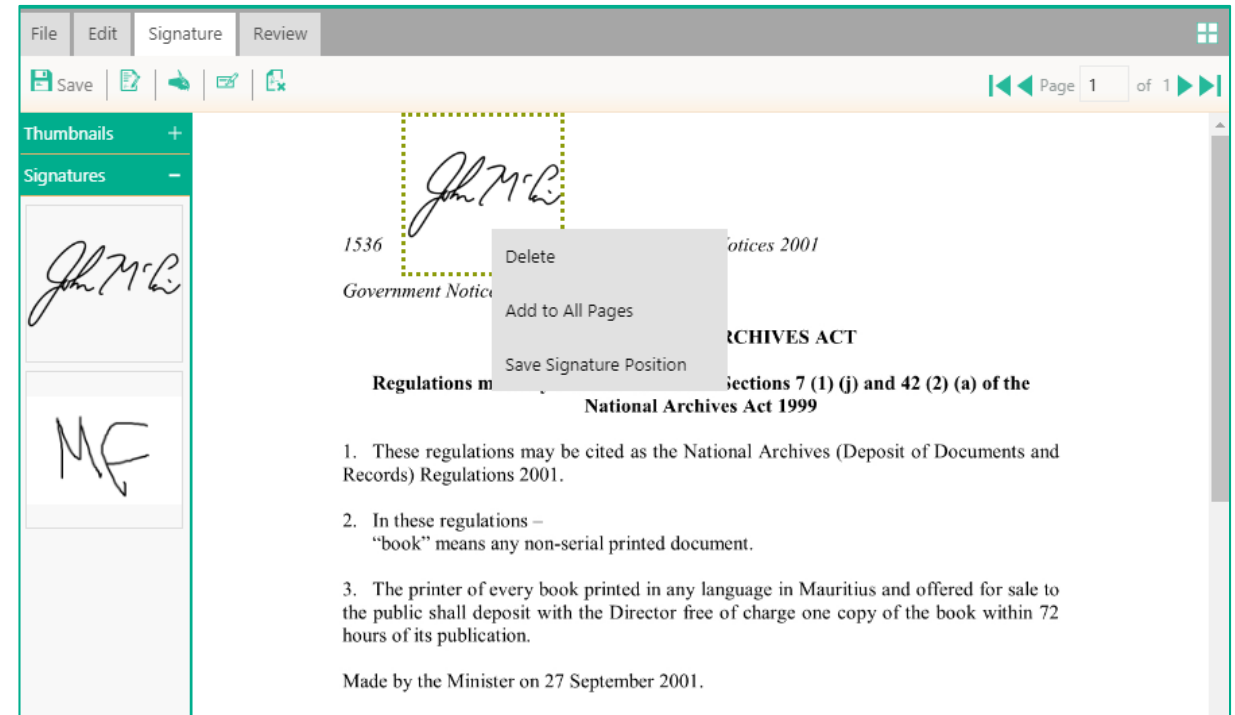 File Edit Signature Review
Save Page 1 of 1
Thumbnails +
Signatures −
1536 otices 2001
Government Notic
Delete
Add to All Pages
Save Signature Position
RCHIVES ACT
Regulations m ections 7 (1) (j) and 42 (2) (a) of the
National Archives Act 1999
1. These regulations may be cited as the National Archives (Deposit of Documents and
Records) Regulations 2001.
2. In these regulations –
“book” means any non-serial printed document.
3. The printer of every book printed in any language in Mauritius and offered for sale to
the public shall deposit with the Director free of charge one copy of the book within 72
hours of its publication.
Made by the Minister on 27 September 2001.
MF